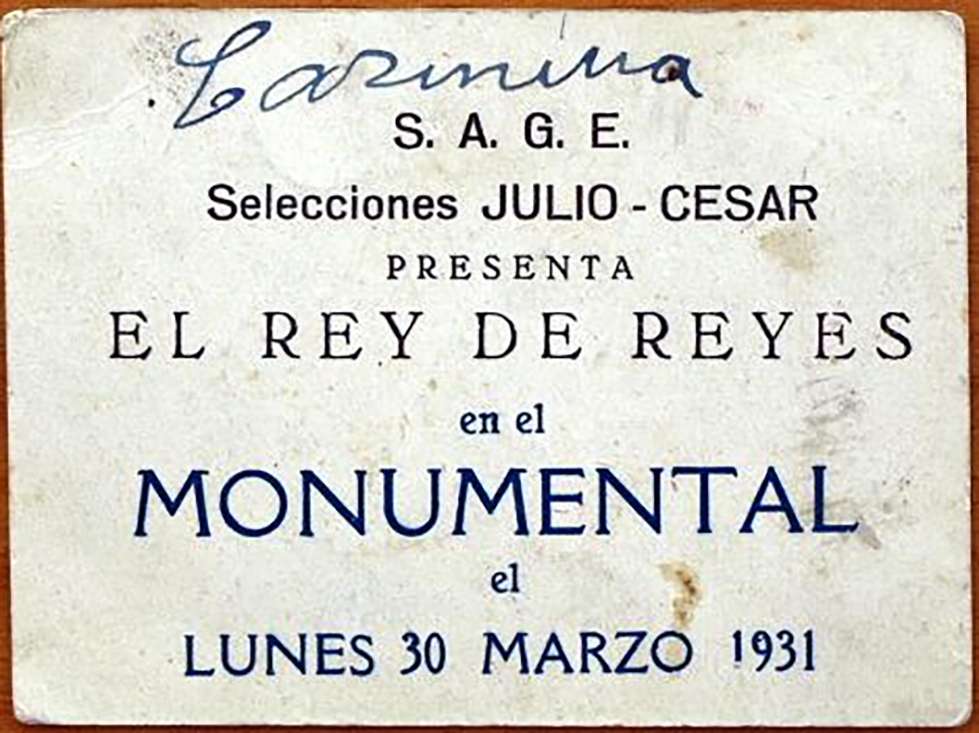 S. A. G. E.
Selecciones JULIO - CESAR
PRESENTA
EL REY DE REYES
en el
MONUMENTAL
el
LUNES 30 MARZO 1931